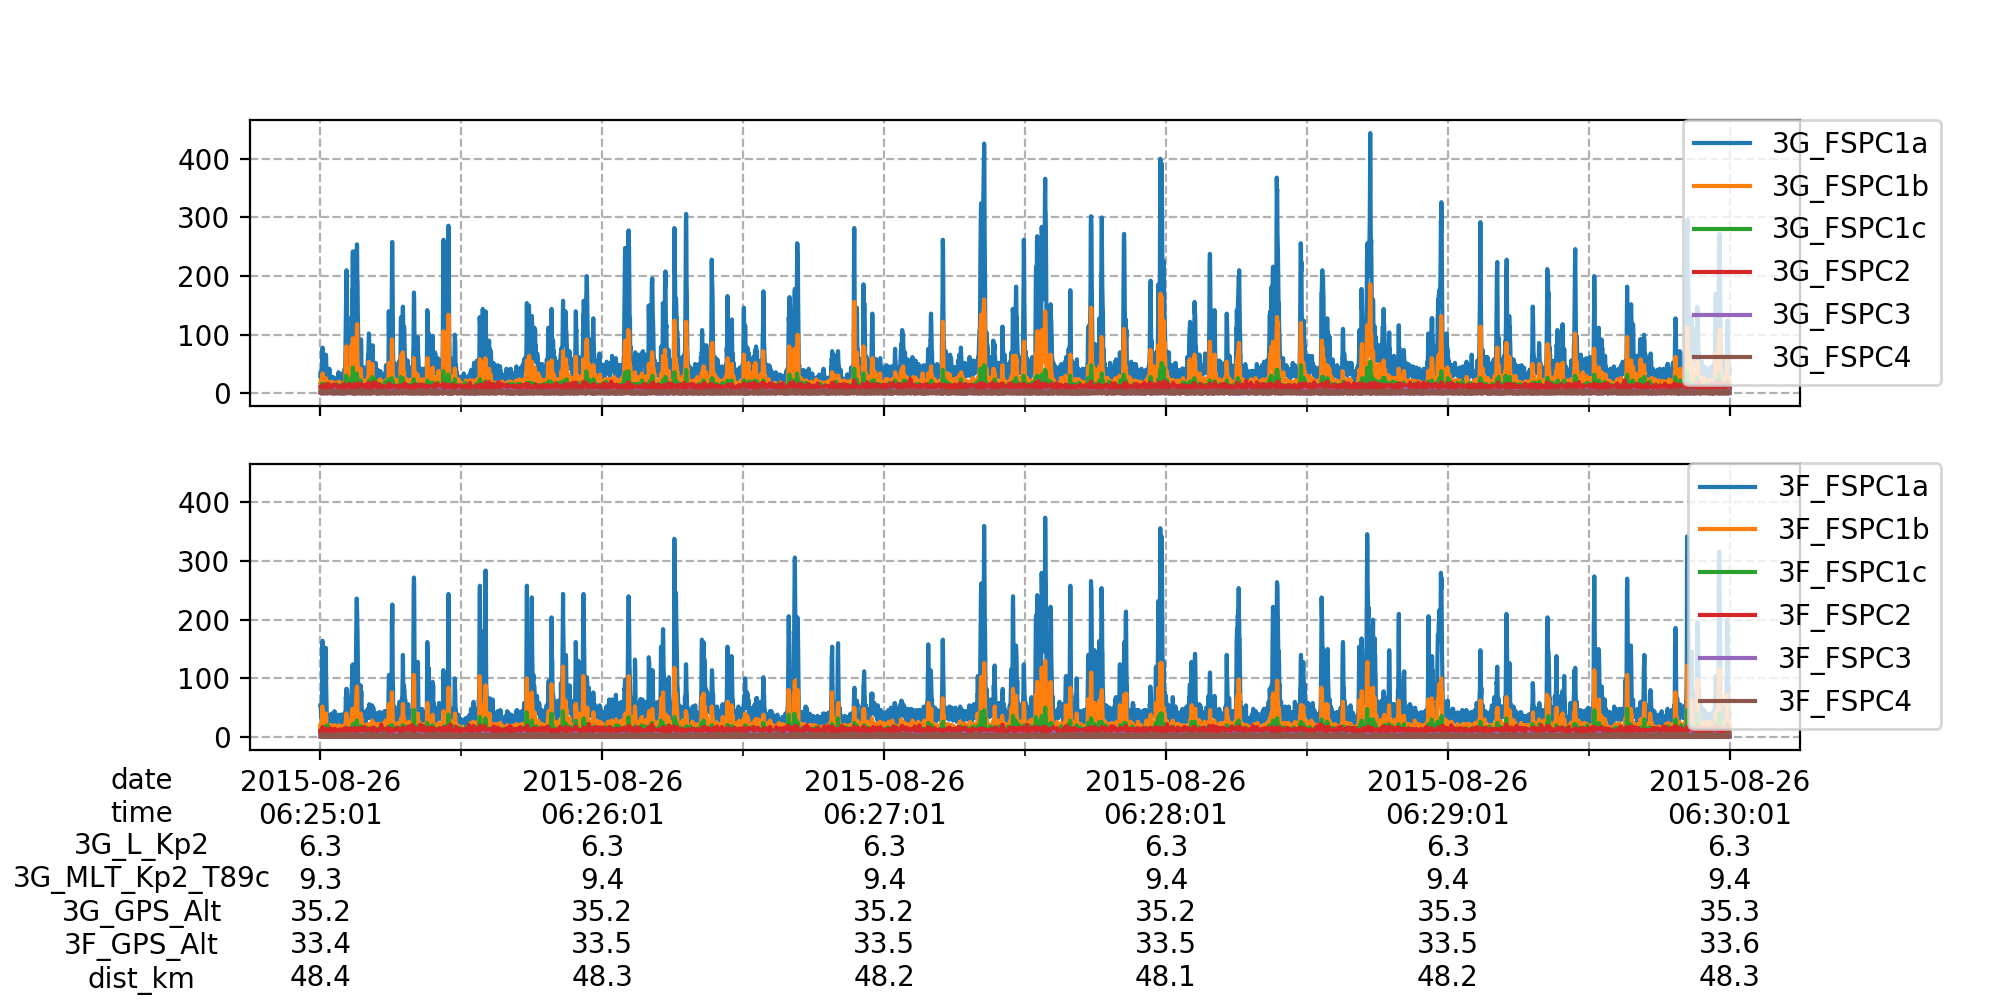 400
300
200
100
0
3G_FSPC1a
3G_FSPC1b
3G_FSPC1c
3G_FSPC2
3G_FSPC3
3G_FSPC4
400
300
200
100
0
3F_FSPC1a
3F_FSPC1b
3F_FSPC1c
3F_FSPC2
3F_FSPC3
3F_FSPC4
date 2015-08-26 2015-08-26 2015-08-26 2015-08-26 2015-08-26 2015-08-26
time 06:25:01 06:26:01 06:27:01 06:28:01 06:29:01 06:30:01
3G_L_Kp2 6.3 6.3 6.3 6.3 6.3 6.3
3G_MLT_Kp2_T89c 9.3 9.4 9.4 9.4 9.4 9.4
3G_GPS_Alt 35.2 35.2 35.2 35.2 35.3 35.3
3F_GPS_Alt 33.4 33.5 33.5 33.5 33.5 33.6
dist_km 48.4 48.3 48.2 48.1 48.2 48.3